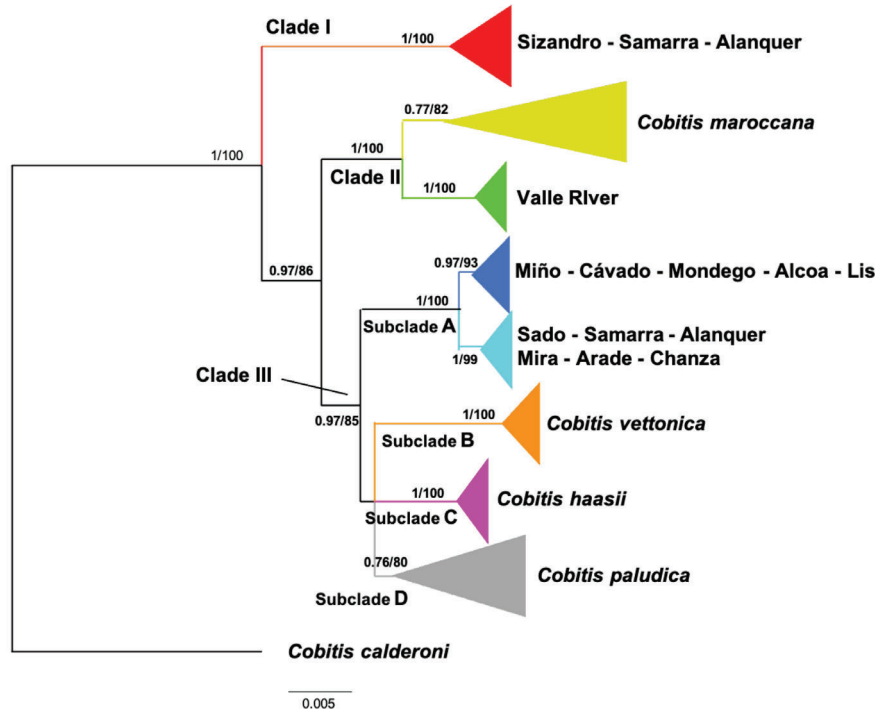 Clade I
1/100
Sizandro - Samarra - Alanquer
0.77/82
Cobitis maroccana
1/100
1/100
Clade II
1/100
Valle RIver
0.97/86
0.97/93
Miño - Cávado - Mondego - Alcoa - Lis
1/100
Subclade A
Sado - Samarra - Alanquer
Mira - Arade - Chanza
1/99
Clade III
0.97/85
1/100
Subclade B
Cobitis vettonica
1/100
Subclade C
Cobitis haasii
0.76/80
Subclade D
Cobitis paludica
Cobitis calderoni
0.005